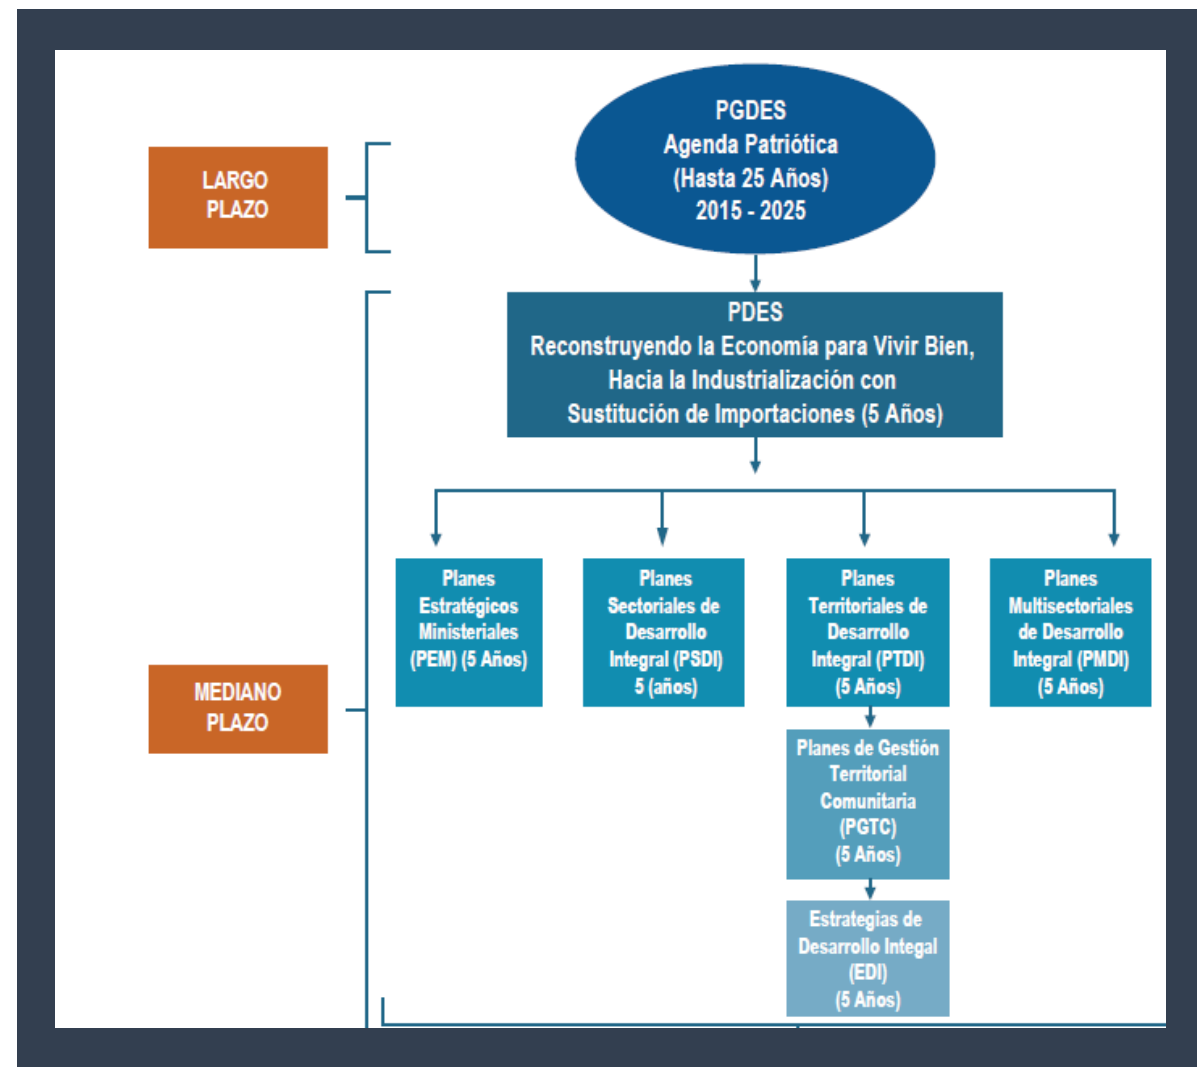 PGDES
Agenda Patriótica
(Hasta 25 Años)
2015 - 2025
LARGO
PLAZO
PDES
Reconstruyendo la Economía para Vivir Bien,
Hacia la Industrialización con
Sustitución de Importaciones (5 Años)
Planes
Estratégicos
Ministeriales
(PEM) (5 Años)
Planes
Sectoriales de
Desarrollo
Integral (PSDI)
5 (años)
Planes
Territoriales de
Desarrollo
Integral (PTDI)
(5 Años)
Planes
Multisectoriales
de Desarrollo
Integral (PMDI)
(5 Años)
MEDIANO
PLAZO
Planes de Gestión
Territorial
Comunitaria
(PGTC)
(5 Años)
Estrategias de
Desarrollo Integal
(EDI)
(5 Años)